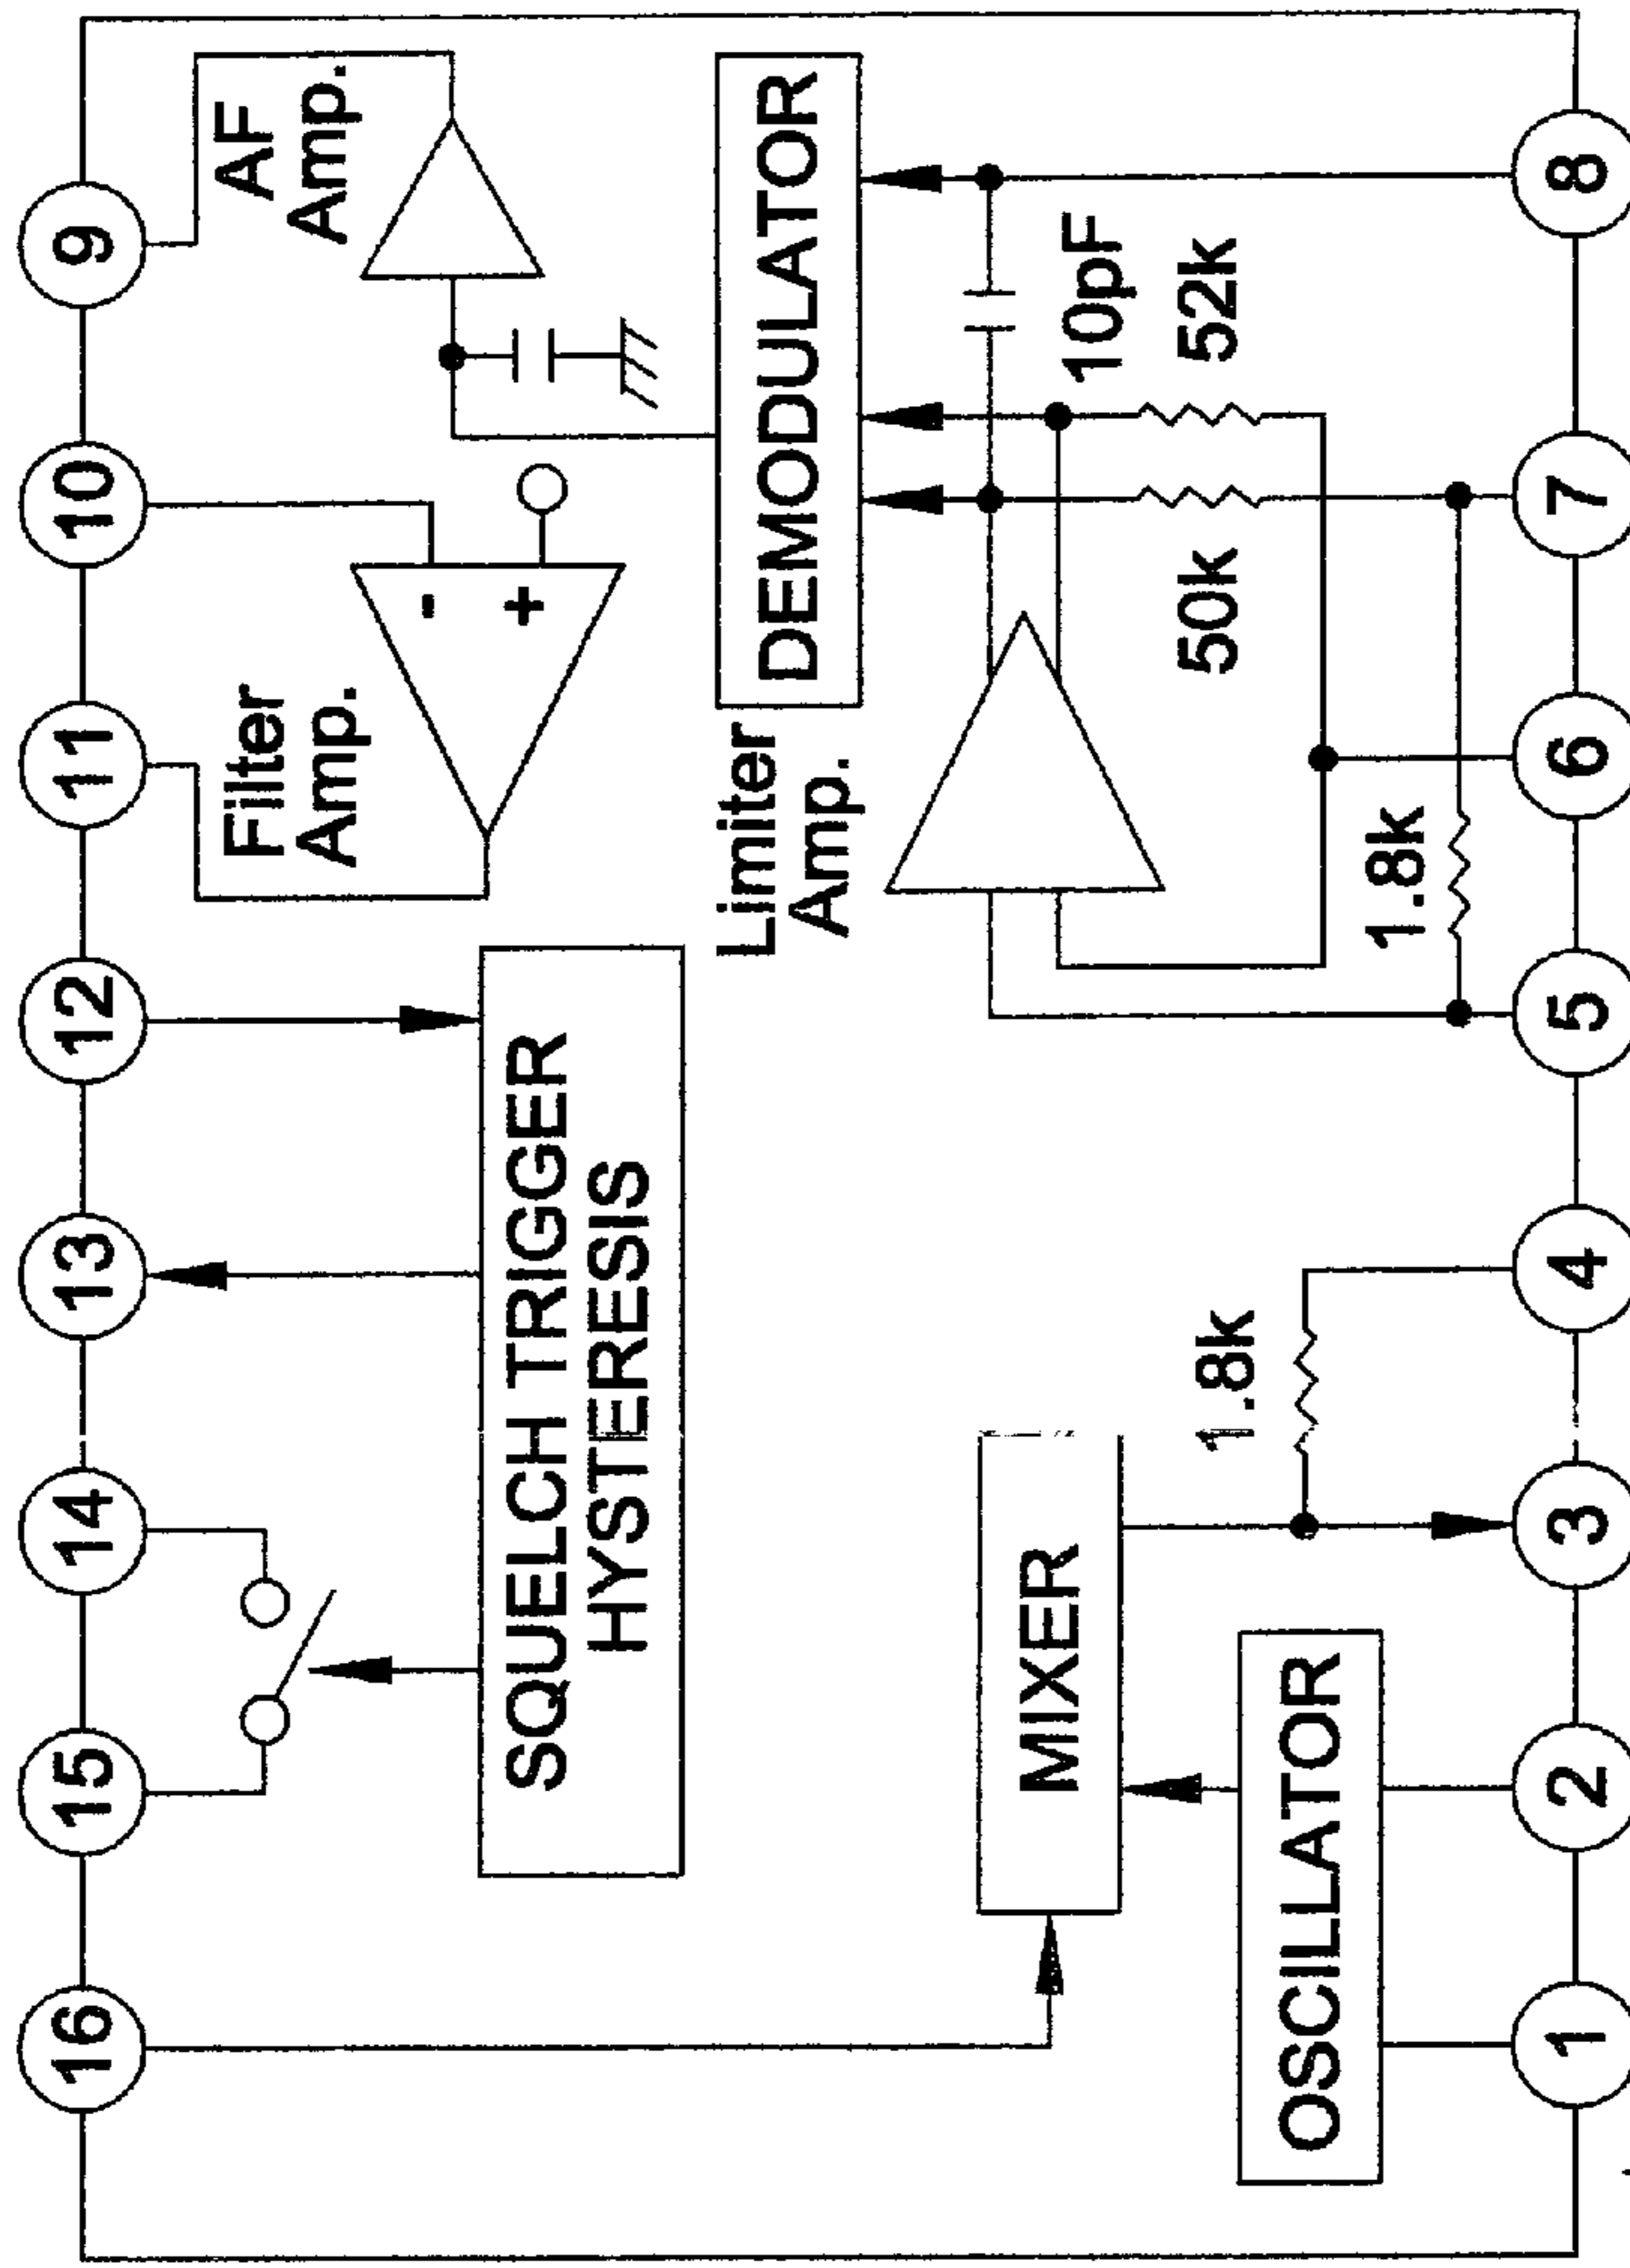 16
15
14
13
12
11
10
9
Filter
Amp.
AF
Amp.
SQUELCH TRIGGER
HYSTERESIS
-
+
Limiter
Amp.
DEMODULATOR
MIXER
OSCILLATOR
1.8k
1.8k
50k
52k
10pF
1
2
3
4
5
6
7
8